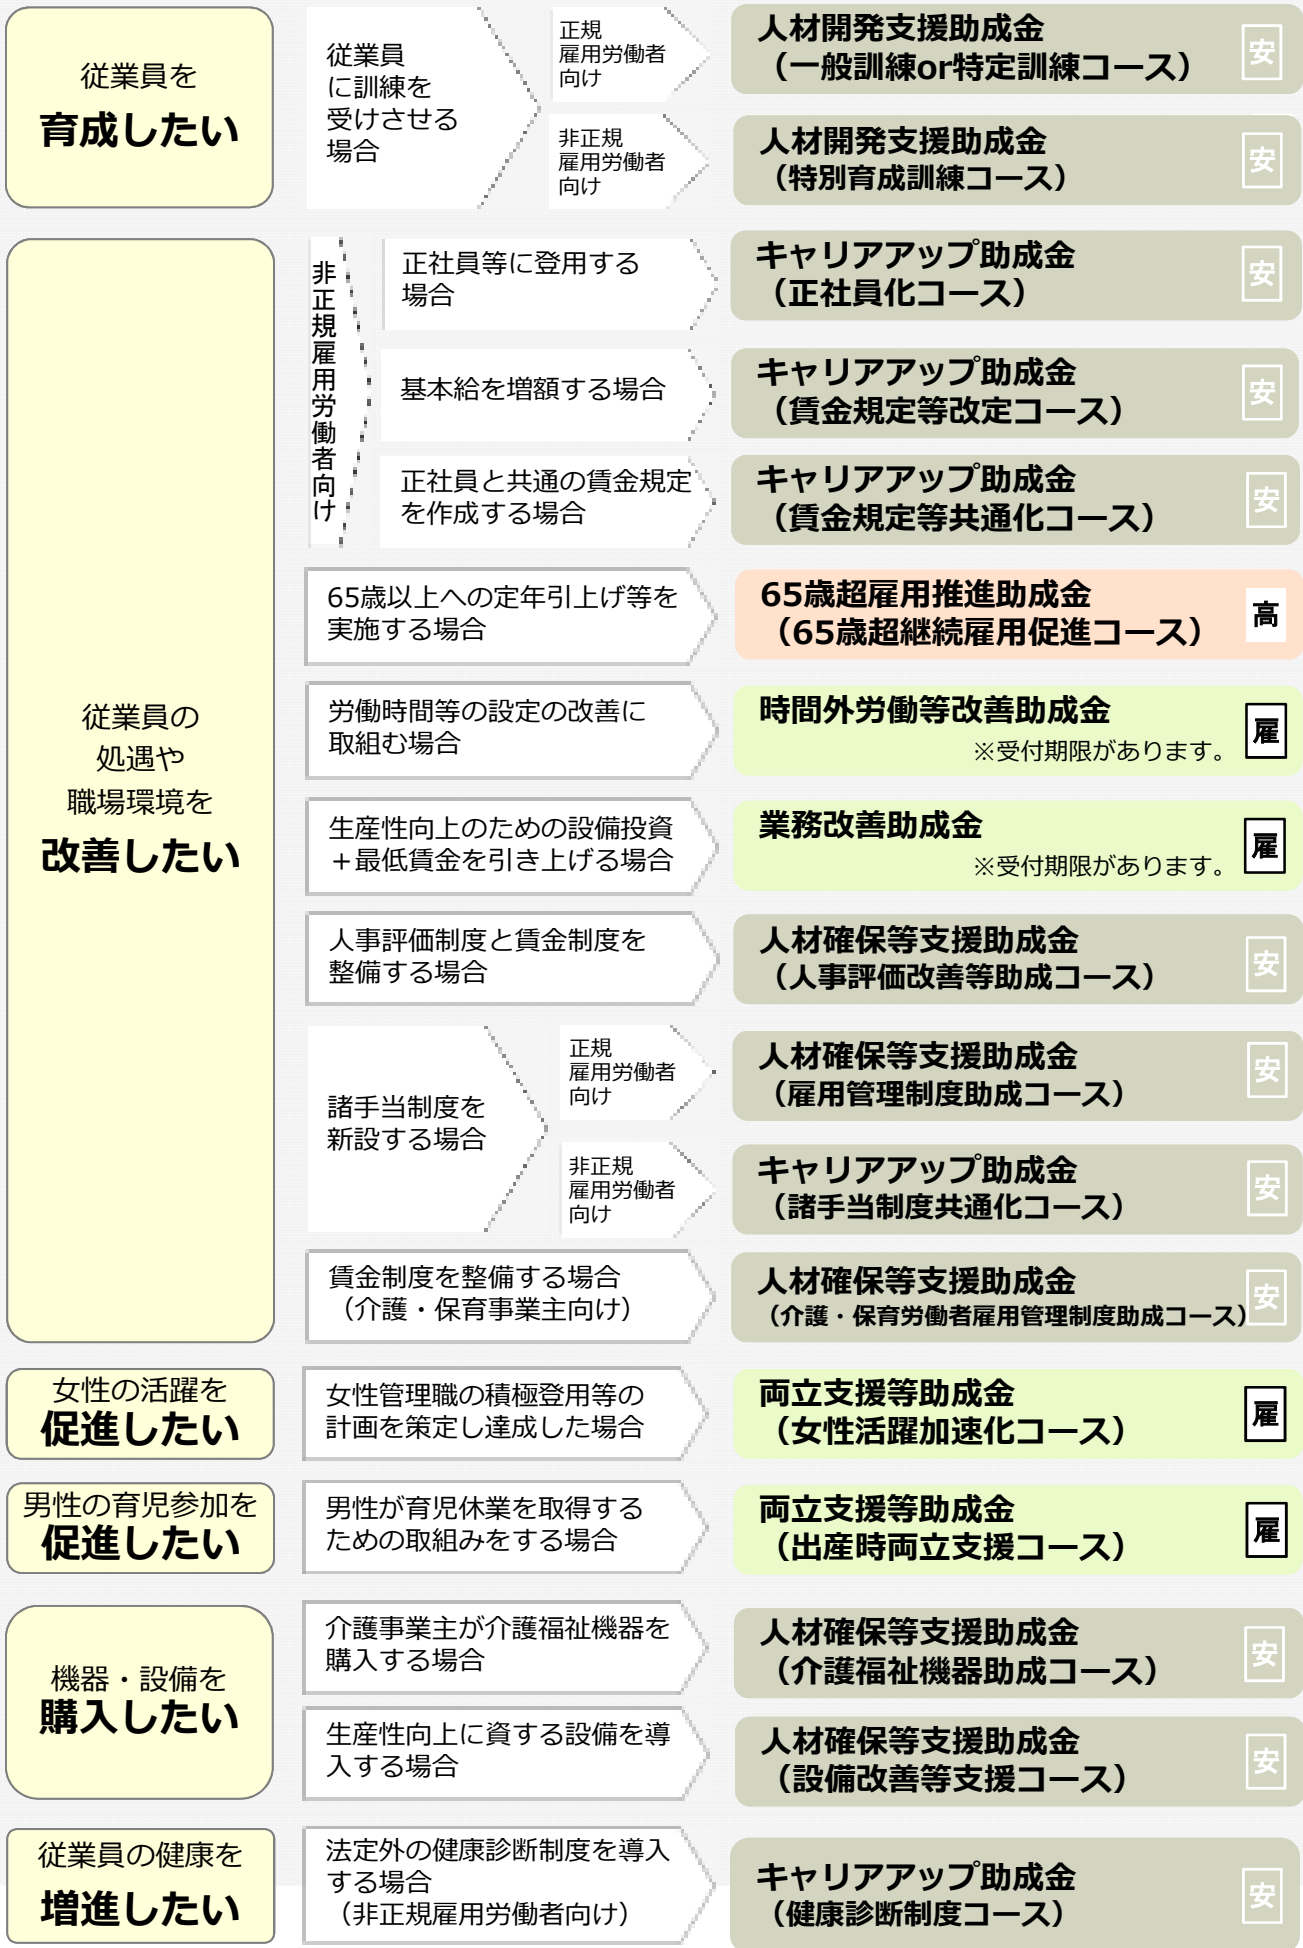 従業員を
育成したい
従業員
に訓練を
受けさせる
場合
正規
雇用労働者
向け
人材開発支援助成金
（一般訓練or特定訓練コース）
安
非正規
雇用労働者
向け
人材開発支援助成金
（特別育成訓練コース）
安
従業員の
処遇や
職場環境を
改善したい
非正規雇用労働者向け
正社員等に登用する
場合
キャリアアップ助成金
（正社員化コース）
安
基本給を増額する場合
キャリアアップ助成金
（賃金規定等改定コース）
安
正社員と共通の賃金規定
を作成する場合
キャリアアップ助成金
（賃金規定等共通化コース）
安
65歳以上への定年引上げ等を
実施する場合
65歳超雇用推進助成金
（65歳超継続雇用促進コース）
高
労働時間等の設定の改善に
取組む場合
時間外労働等改善助成金
※受付期限があります。
雇
生産性向上のための設備投資
＋最低賃金を引き上げる場合
業務改善助成金
※受付期限があります。
雇
人事評価制度と賃金制度を
整備する場合
人材確保等支援助成金
（人事評価改善等助成コース）
安
諸手当制度を
新設する場合
正規
雇用労働者
向け
人材確保等支援助成金
（雇用管理制度助成コース）
安
非正規
雇用労働者
向け
キャリアアップ助成金
（諸手当制度共通化コース）
安
賃金制度を整備する場合
（介護・保育事業主向け）
人材確保等支援助成金
（介護・保育労働者雇用管理制度助成コース）
安
女性の活躍を
促進したい
女性管理職の積極登用等の
計画を策定し達成した場合
両立支援等助成金
（女性活躍加速化コース）
雇
男性の育児参加を
促進したい
男性が育児休業を取得する
ための取組みをする場合
両立支援等助成金
（出産時両立支援コース）
雇
機器・設備を
購入したい
介護事業主が介護福祉機器を
購入する場合
人材確保等支援助成金
（介護福祉機器助成コース）
安
生産性向上に資する設備を導
入する場合
人材確保等支援助成金
（設備改善等支援コース）
安
従業員の健康を
増進したい
法定外の健康診断制度を導入
する場合
（非正規雇用労働者向け）
キャリアアップ助成金
（健康診断制度コース）
安